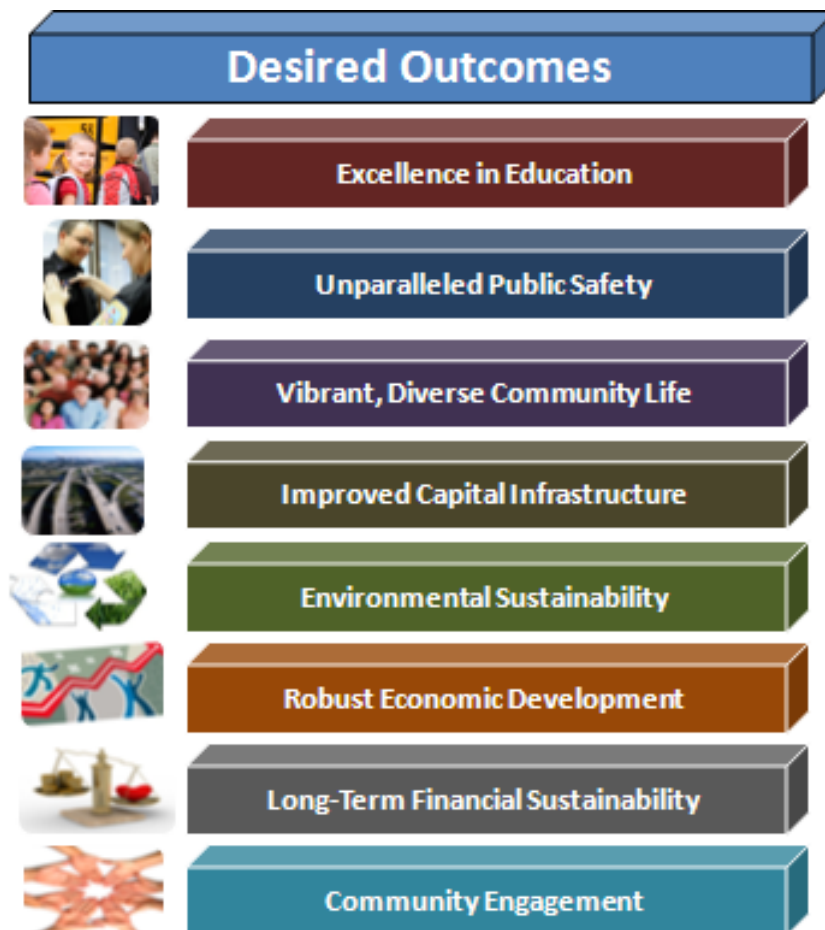 Desired Outcomes
Excellence in Education
Unparalleled Public Safety
Vibrant, Diverse Community Life
Improved Capital Infrastructure
Environmental Sustainability
Robust Economic Development
Long-Term Financial Sustainability
Community Engagement